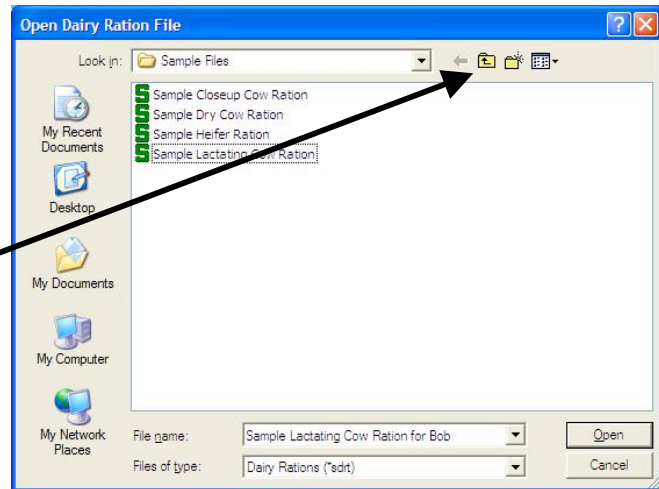 Open Dairy Ration File
Look in: Sample Files
Sample Closeup Cow Ration
Sample Dry Cow Ration
Sample Heifer Ration
Sample Lactating Cow Ration
My Recent
Documents
Desktop
My Documents
My Computer
My Network
Places
File name: Sample Lactating Cow Ration for Bob Open
Files of type: Dairy Rations (*sdrt) Cancel